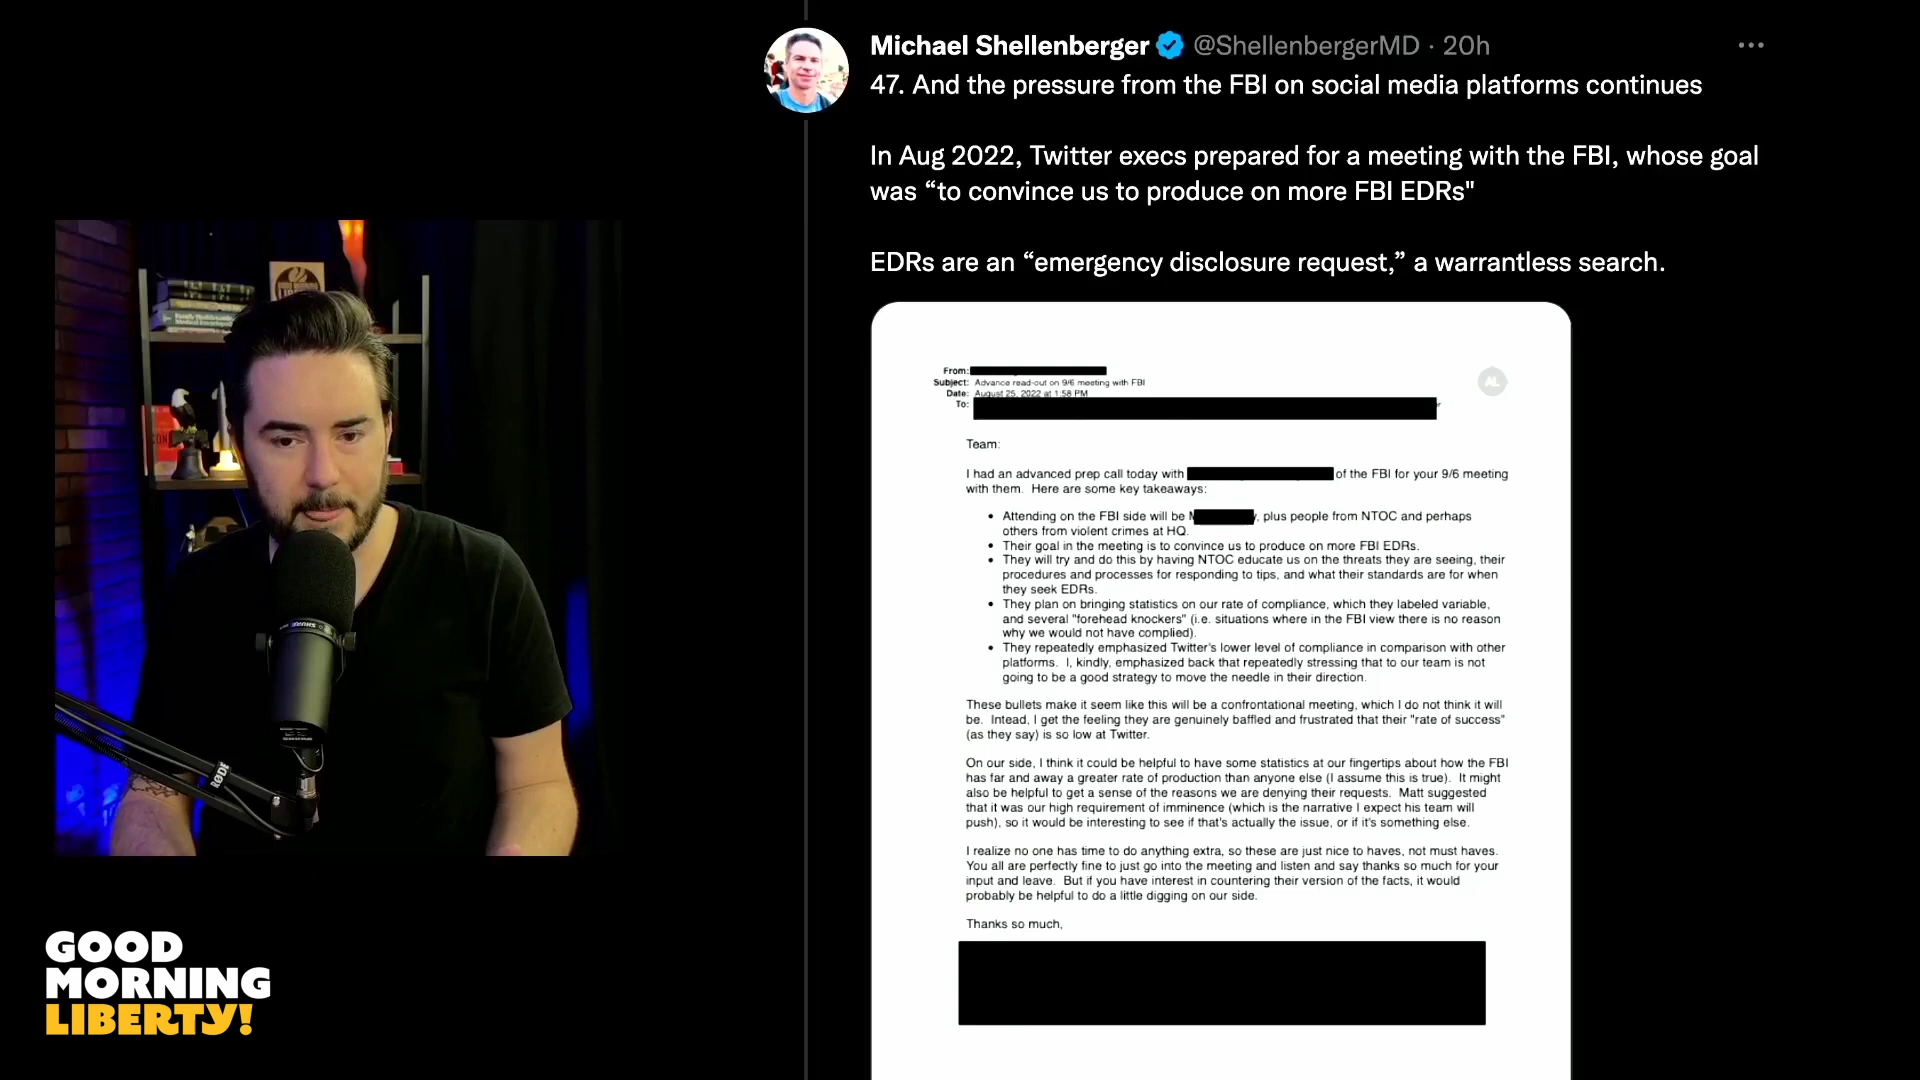 Michael Shellenberger @ShellenbergerMD · 20h
47. And the pressure from the FBI on social media platforms continues
In Aug 2022, Twitter execs prepared for a meeting with the FBI, whose goal
was “to convince us to produce on more FBI EDRs"
EDRs are an “emergency disclosure request,” a warrantless search.
From:
Subject: Advance read-out on 9/6 meeting with FBI
Date: August 25, 2022 at 1:58 PM
To:
AL
Team:
I had an advanced prep call today with of the FBI for your 9/6 meeting
with them. Here are some key takeaways:
• Attending on the FBI side will be , plus people from NTOC and perhaps
others from violent crimes at HQ.
• Their goal in the meeting is to convince us to produce on more FBI EDRs.
• They will try and do this by having NTOC educate us on the threats they are seeing, their
procedures and processes for responding to tips, and what their standards are for when
they seek EDRs.
• They plan on bringing statistics on our rate of compliance, which they labeled variable,
and several "forehead knockers" (i.e. situations where in the FBI view there is no reason
why we would not have complied).
• They repeatedly emphasized Twitter's lower level of compliance in comparison with other
platforms. I, kindly, emphasized back that repeatedly stressing that to our team is not
going to be a good strategy to move the needle in their direction.
These bullets make it seem like this will be a confrontational meeting, which I do not think it will
be. Intead, I get the feeling they are genuinely baffled and frustrated that their "rate of success"
(as they say) is so low at Twitter.
On our side, I think it could be helpful to have some statistics at our fingertips about how the FBI
has far and away a greater rate of production than anyone else (I assume this is true). It might
also be helpful to get a sense of the reasons we are denying their requests. Matt suggested
that it was our high requirement of imminence (which is the narrative I expect his team will
push), so it would be interesting to see if that's actually the issue, or if it's something else.
I realize no one has time to do anything extra, so these are just nice to haves, not must haves.
You all are perfectly fine to just go into the meeting and listen and say thanks so much for your
input and leave. But if you have interest in countering their version of the facts, it would
probably be helpful to do a little digging on our side.
Thanks so much,
RØDE
SHURE
GOOD
MORNING
LIBERTY!